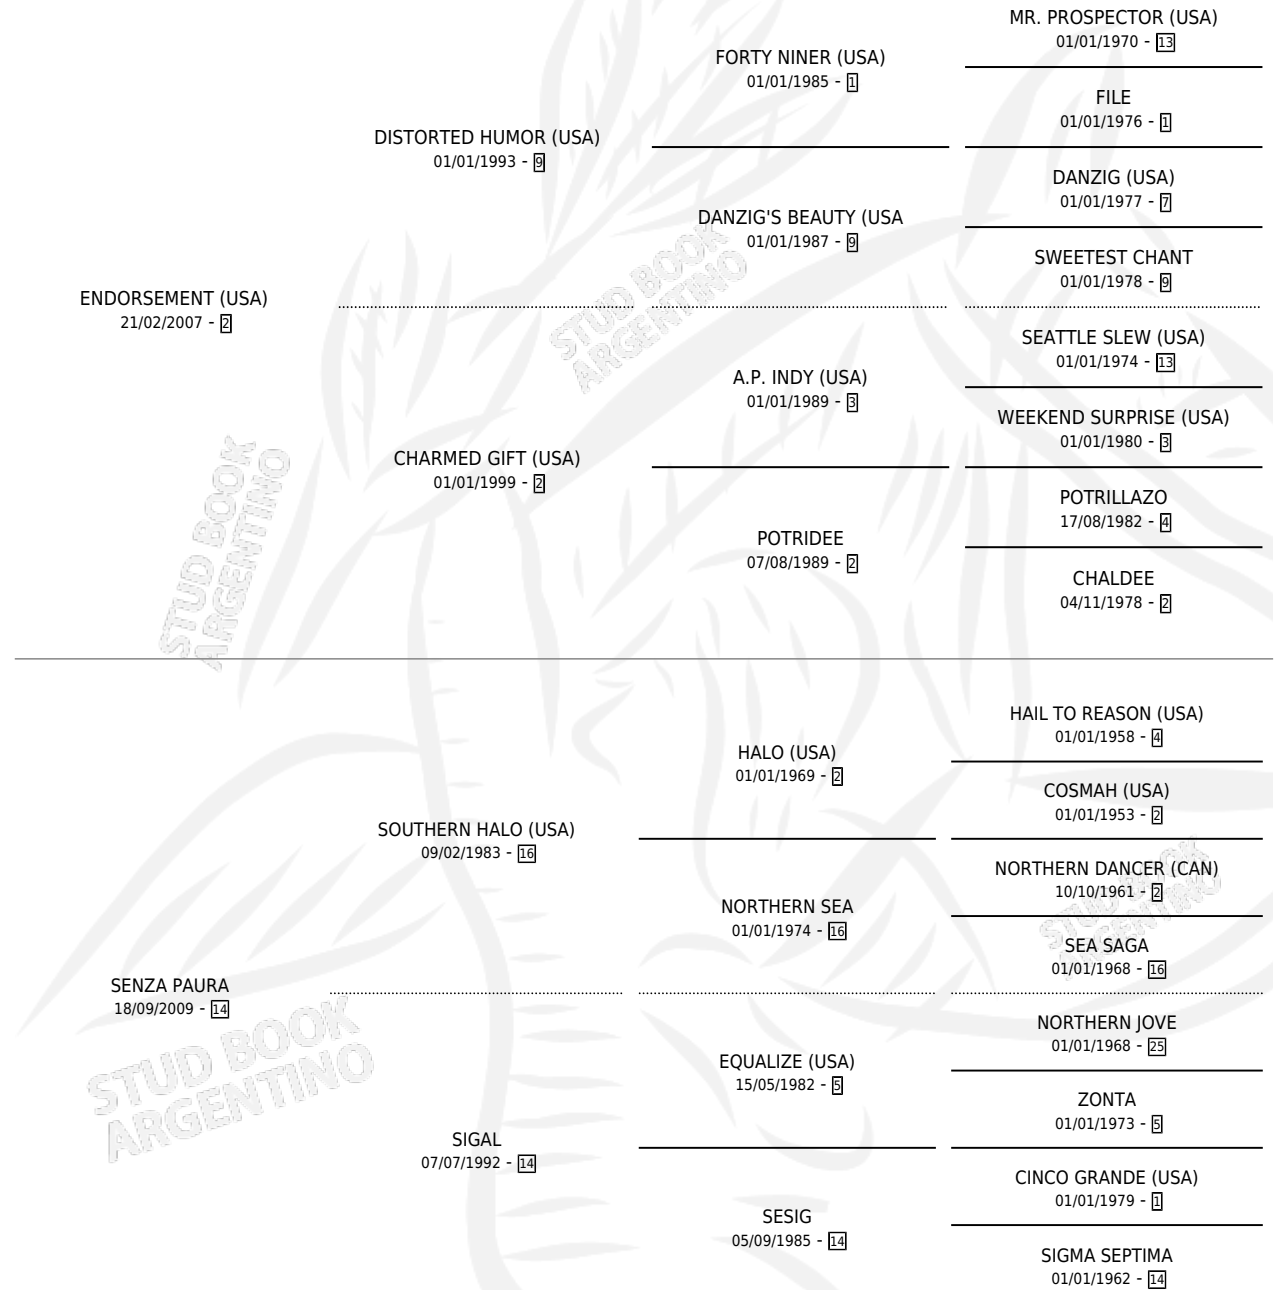 MR. PROSPECTOR (USA)
01/01/1970 - 13
FORTY NINER (USA)
01/01/1985 - 1
FILE
01/01/1976 - 1
DISTORTED HUMOR (USA)
01/01/1993 - 9
DANZIG (USA)
01/01/1977 - 7
DANZIG'S BEAUTY (USA
01/01/1987 - 9
SWEETEST CHANT
01/01/1978 - 9
ENDORSEMENT (USA)
21/02/2007 - 2
STUD BOOK
ARGENTINO
SEATTLE SLEW (USA)
01/01/1974 - 13
A.P. INDY (USA)
01/01/1989 - 3
WEEKEND SURPRISE (USA)
01/01/1980 - 3
CHARMED GIFT (USA)
01/01/1999 - 2
POTRILLAZO
17/08/1982 - 4
POTRIDEE
07/08/1989 - 2
CHALDEE
04/11/1978 - 2
STUD BOOK
ARGENTINO
HAIL TO REASON (USA)
01/01/1958 - 4
HALO (USA)
01/01/1969 - 2
COSMAH (USA)
01/01/1953 - 2
SOUTHERN HALO (USA)
09/02/1983 - 16
NORTHERN DANCER (CAN)
10/10/1961 - 2
NORTHERN SEA
01/01/1974 - 16
STUD BOOK
ARGENTINO
SEA SAGA
01/01/1968 - 16
SENZA PAURA
18/09/2009 - 14
STUD BOOK
ARGENTINO
NORTHERN JOVE
01/01/1968 - 25
EQUALIZE (USA)
15/05/1982 - 5
ZONTA
01/01/1973 - 5
SIGAL
07/07/1992 - 14
CINCO GRANDE (USA)
01/01/1979 - 1
SESIG
05/09/1985 - 14
SIGMA SEPTIMA
01/01/1962 - 14